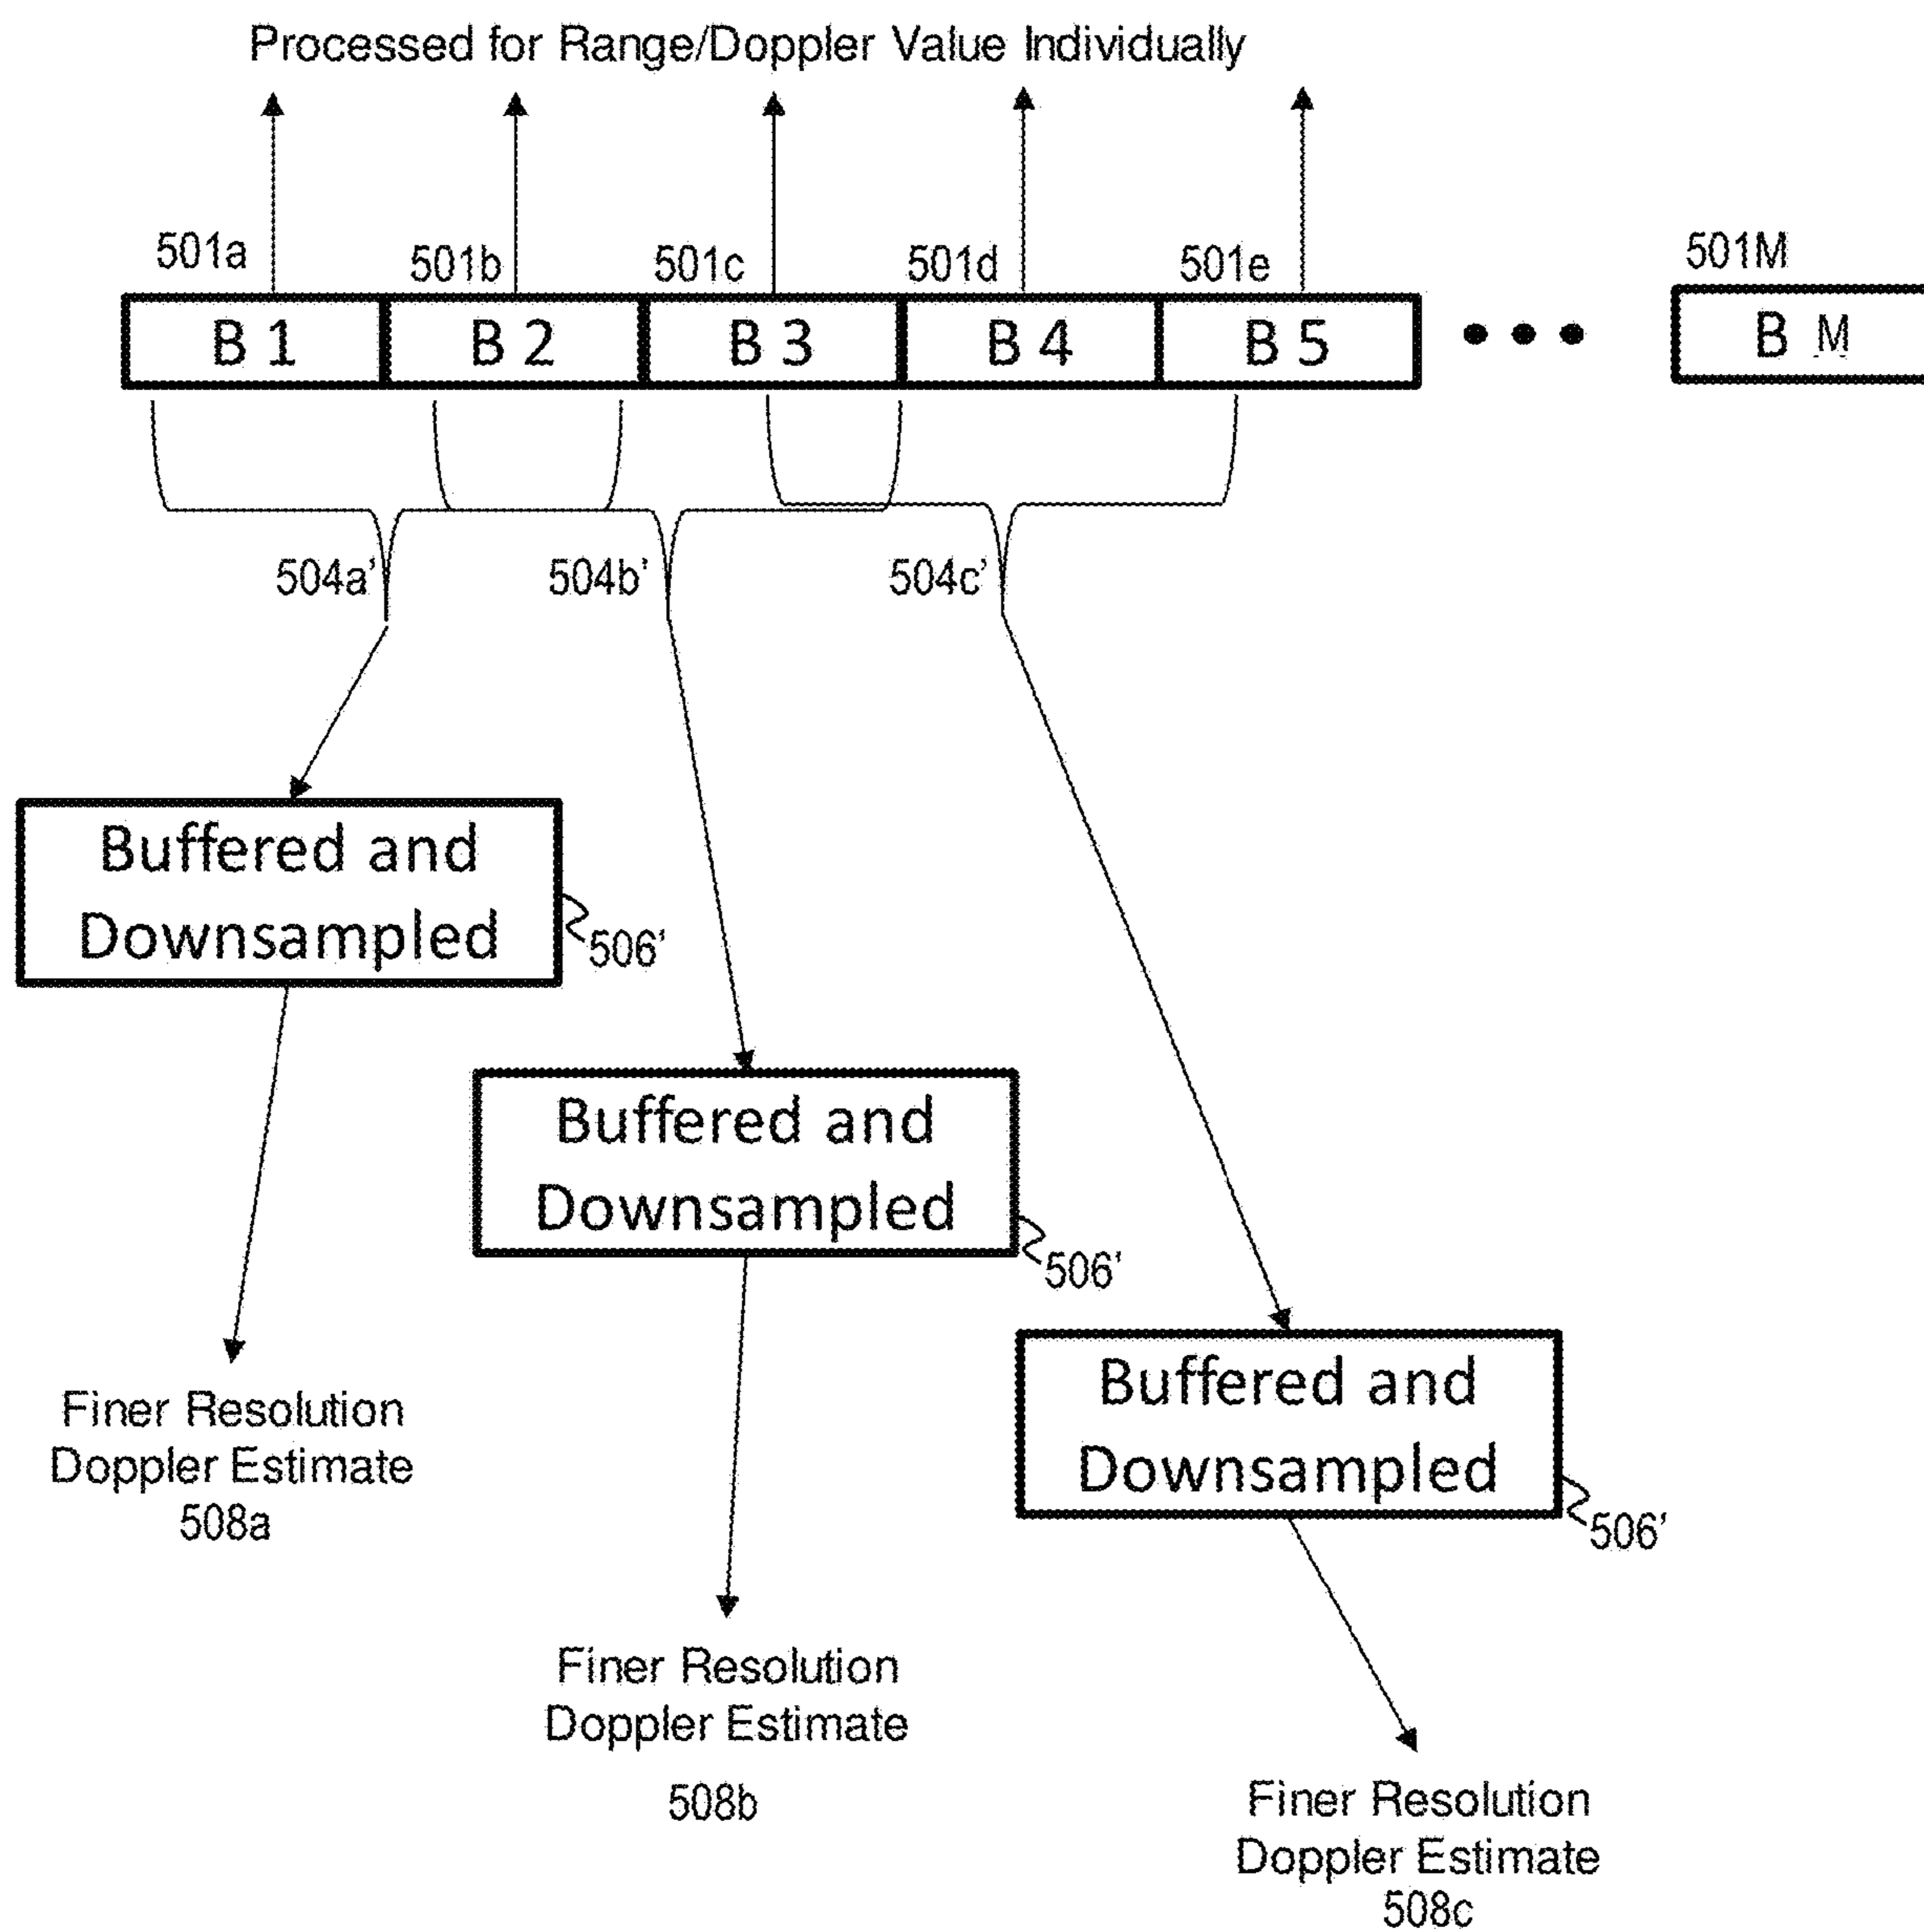 Processed for Range/Doppler Value Individually
501a
501b
501c
501d
501e
501M
B 1
B 2
B 3
B 4
B 5
B M
504a'
504b'
504c'
Buffered and
Downsampled
506'
Buffered and
Downsampled
506'
Buffered and
Downsampled
506'
Finer Resolution
Doppler Estimate
508a
Finer Resolution
Doppler Estimate
508b
Finer Resolution
Doppler Estimate
508c